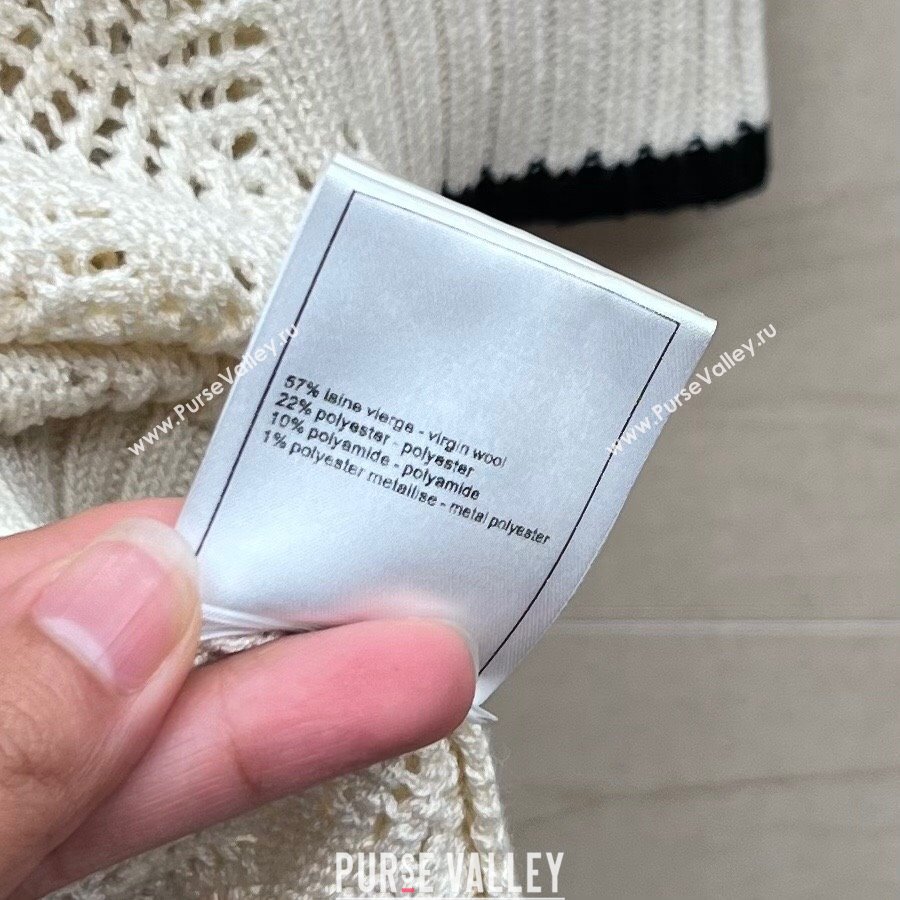 57% laine vierge - virgin wool
22% polyester - polyester
10% polyamide - polyamide
1% polyester metallise - metal polyester
www.PurseValley.ru
www.PurseValley.ru
PURSE VALLEY